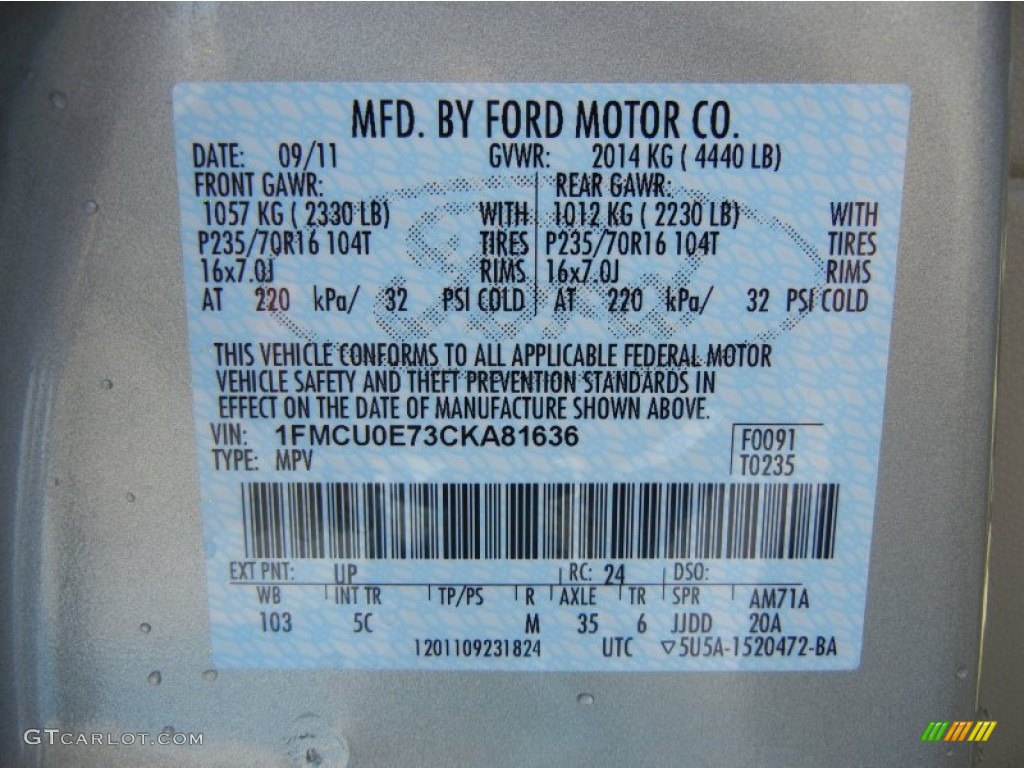 MFD. BY FORD MOTOR CO.
DATE: 09/11 GVWR: 2014 KG ( 4440 LB)
FRONT GAWR: REAR GAWR:
1057 KG ( 2330 LB) WITH 1012 KG ( 2230 LB) WITH
P235/70R16 104T TIRES P235/70R16 104T TIRES
16x7.0J RIMS 16x7.0J RIMS
AT 220 kPa/ 32 PSI COLD AT 220 kPa/ 32 PSI COLD
THIS VEHICLE CONFORMS TO ALL APPLICABLE FEDERAL MOTOR
VEHICLE SAFETY AND THEFT PREVENTION STANDARDS IN
EFFECT ON THE DATE OF MANUFACTURE SHOWN ABOVE.
VIN: 1FMCU0E73CKA81636 F0091
TYPE: MPV T0235
EXT PNT: UP RC: 24 DSO:
WB INT TR TP/PS R AXLE TR SPR AM71A
103 5C M 35 6 JJDD 20A
1201109231824 UTC ▽5U5A-1520472-BA
GTCARLOT.COM